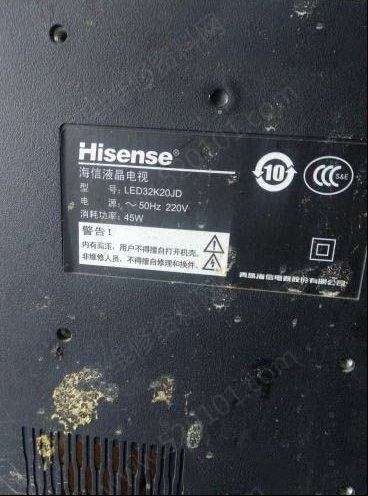 Hisense®
海信液晶电视
型 号: LED32K20JD
电 源: ～50Hz 220V
消耗功率: 45W
警告!
内有高压，用户不得擅自打开机壳。
非维修人员，不得擅自修理和换件。
10
CCC
S&E
青岛海信电器股份有限公司